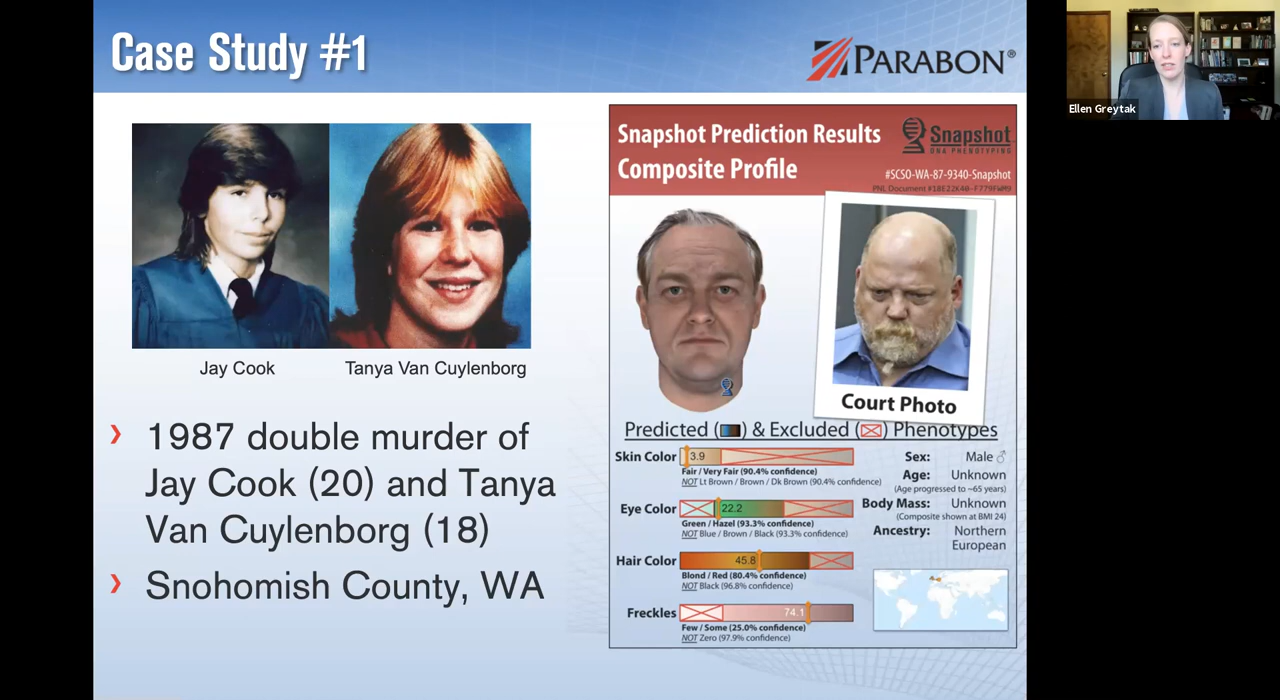 Case Study #1
PARABON®
Ellen Greytak
Jay Cook
Tanya Van Cuylenborg
› 1987 double murder of
Jay Cook (20) and Tanya
Van Cuylenborg (18)
› Snohomish County, WA
Snapshot Prediction Results
Composite Profile
Snapshot
DNA PHENOTYPING
#SCSO-WA-87-9340-Snapshot
Court Photo
Predicted () & Excluded () Phenotypes
Skin Color
3.9
Fair / Very Fair (90.4% confidence)
NOT Lt Brown / Brown / Dk Brown (90.4% confidence)
Eye Color
22.2
Green / Hazel (93.3% confidence)
NOT Blue / Brown / Black (93.3% confidence)
Hair Color
45.8
Blond / Red (80.4% confidence)
NOT Black (96.8% confidence)
Freckles
74.1
Few / Some (25.0% confidence)
NOT Zero (97.9% confidence)
Sex: Male ♂
Age: Unknown
(Age progressed to ~65 years)
Body Mass: Unknown
(Composite shown at BMI 24)
Ancestry: Northern
European